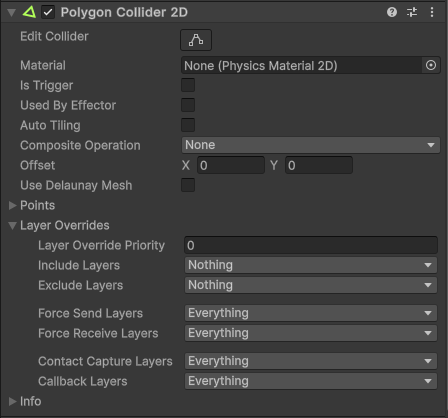 Polygon Collider 2D
Edit Collider
Material None (Physics Material 2D)
Is Trigger
Used By Effector
Auto Tiling
Composite Operation None
Offset X 0 Y 0
Use Delaunay Mesh
Points
Layer Overrides
Layer Override Priority 0
Include Layers Nothing
Exclude Layers Nothing
Force Send Layers Everything
Force Receive Layers Everything
Contact Capture Layers Everything
Callback Layers Everything
Info